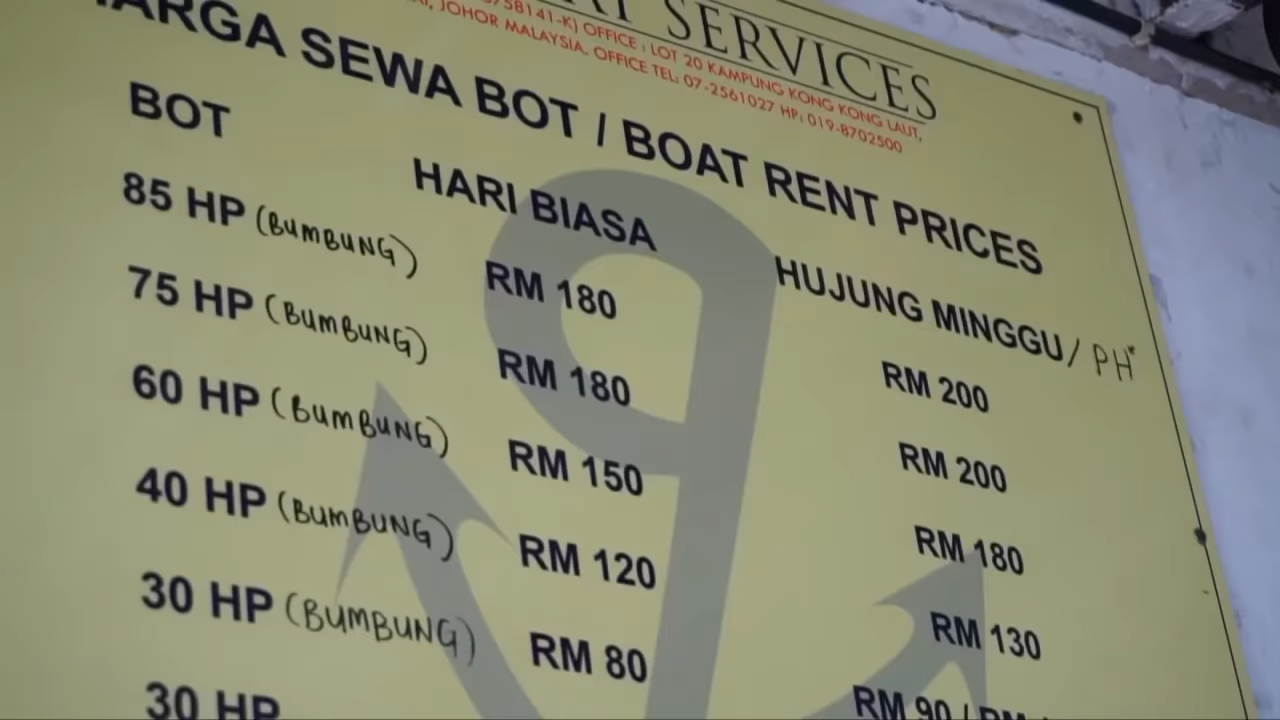 SERVICES
58141-K) OFFICE : LOT 20 KAMPUNG KONG KONG LAUT,
JOHOR MALAYSIA. OFFICE TEL: 07-2561027 HP: 019-8702500
HARGA SEWA BOT / BOAT RENT PRICES
BOT HARI BIASA HUJUNG MINGGU / PH
85 HP (BUMBUNG) RM 180 RM 200
75 HP (BUMBUNG) RM 180 RM 200
60 HP (BUMBUNG) RM 150 RM 180
40 HP (BUMBUNG) RM 120 RM 130
30 HP (BUMBUNG) RM 80 RM 90 /
30 HP